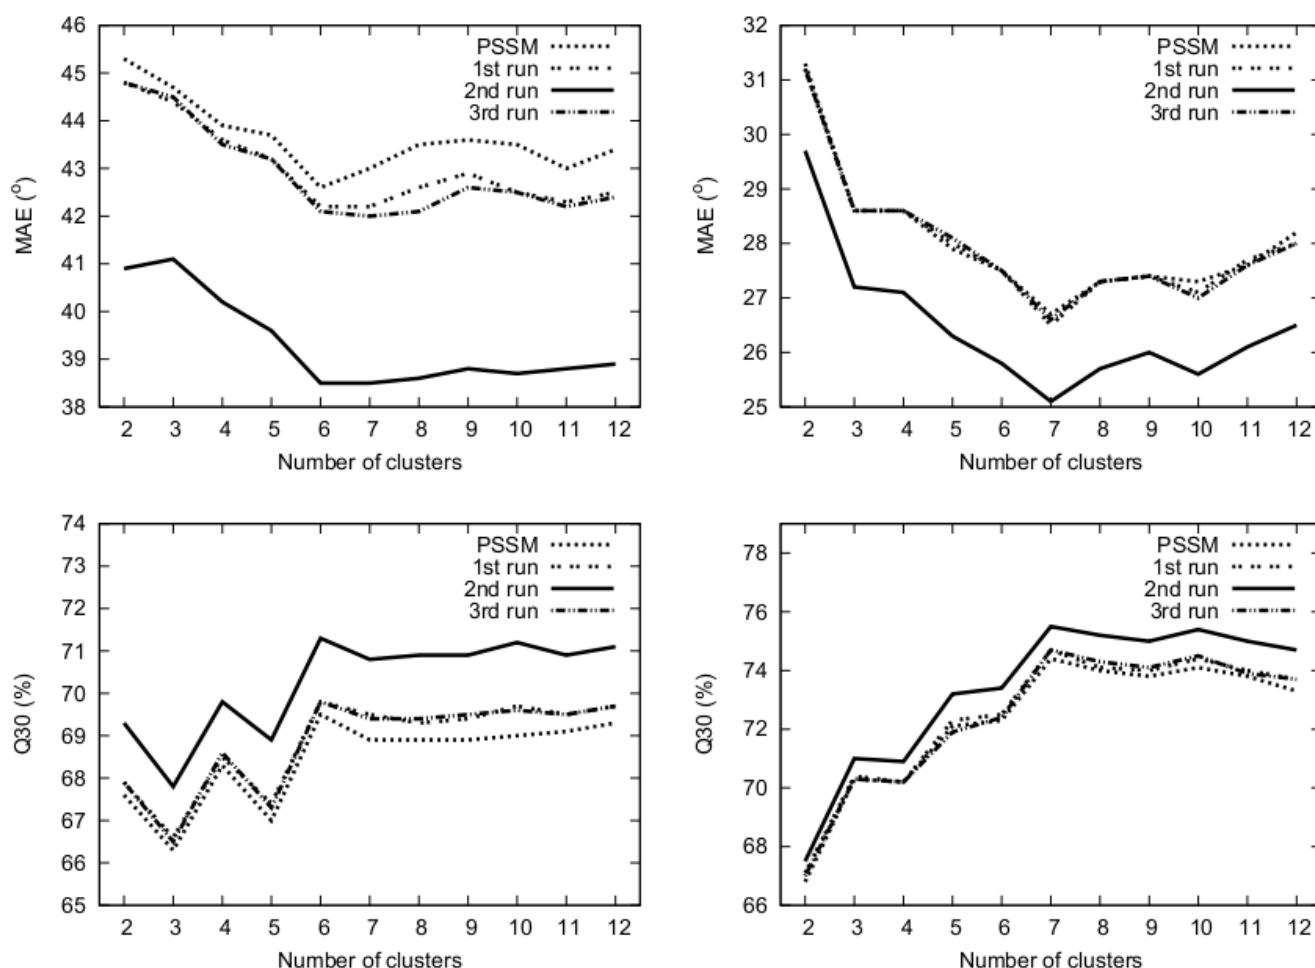 46
45
44
43
42
41
40
39
38
MAE (°)
PSSM
1st run
2nd run
3rd run
2 3 4 5 6 7 8 9 10 11 12
Number of clusters
32
31
30
29
28
27
26
25
MAE (°)
PSSM
1st run
2nd run
3rd run
2 3 4 5 6 7 8 9 10 11 12
Number of clusters
74
73
72
71
70
69
68
67
66
65
Q30 (%)
PSSM
1st run
2nd run
3rd run
2 3 4 5 6 7 8 9 10 11 12
Number of clusters
78
76
74
72
70
68
66
Q30 (%)
PSSM
1st run
2nd run
3rd run
2 3 4 5 6 7 8 9 10 11 12
Number of clusters